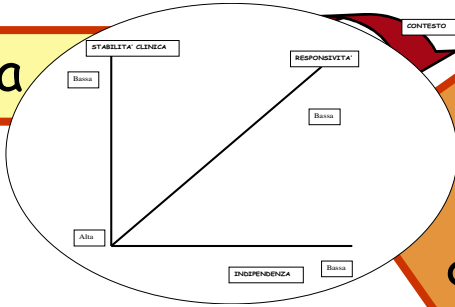 CONTESTO
STABILITA' CLINICA
RESPONSIVITA'
a
Bassa
Bassa
Alta
INDIPENDENZA
Bassa